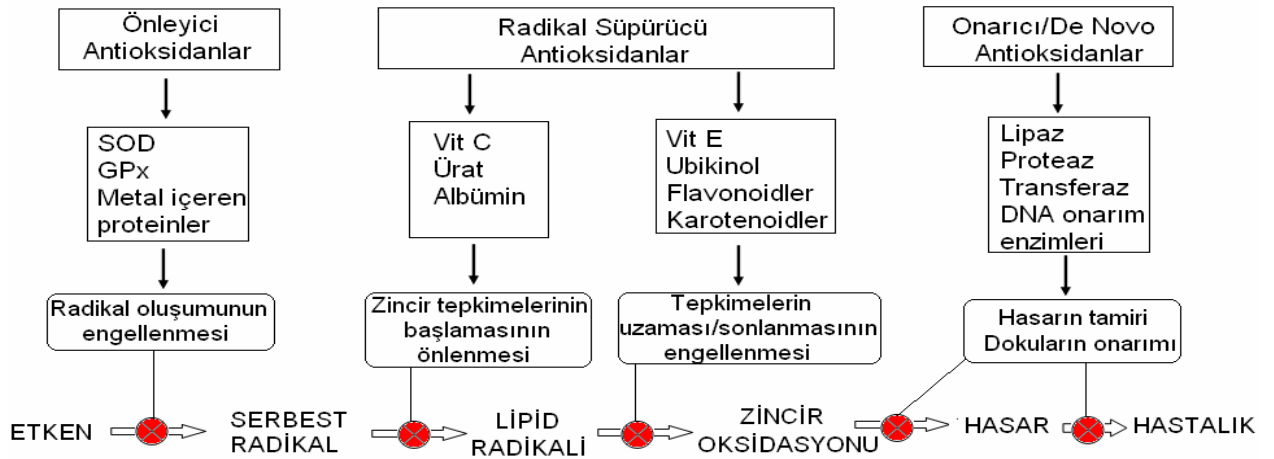 Önleyici
Antioksidanlar
Radikal Süpürücü
Antioksidanlar
Onarıcı/De Novo
Antioksidanlar
SOD
GPx
Metal içeren
proteinler
Vit C
Ürat
Albümin
Vit E
Ubikinol
Flavonoidler
Karotenoidler
Lipaz
Proteaz
Transferaz
DNA onarım
enzimleri
Radikal oluşumunun
engellenmesi
Zincir tepkimelerinin
başlamasının
önlenmesi
Tepkimelerin
uzaması/sonlanmasının
engellenmesi
Hasarın tamiri
Dokuların onarımı
ETKEN
SERBEST
RADİKAL
LİPİD
RADİKALİ
ZİNCİR
OKSİDASYONU
HASAR
HASTALIK